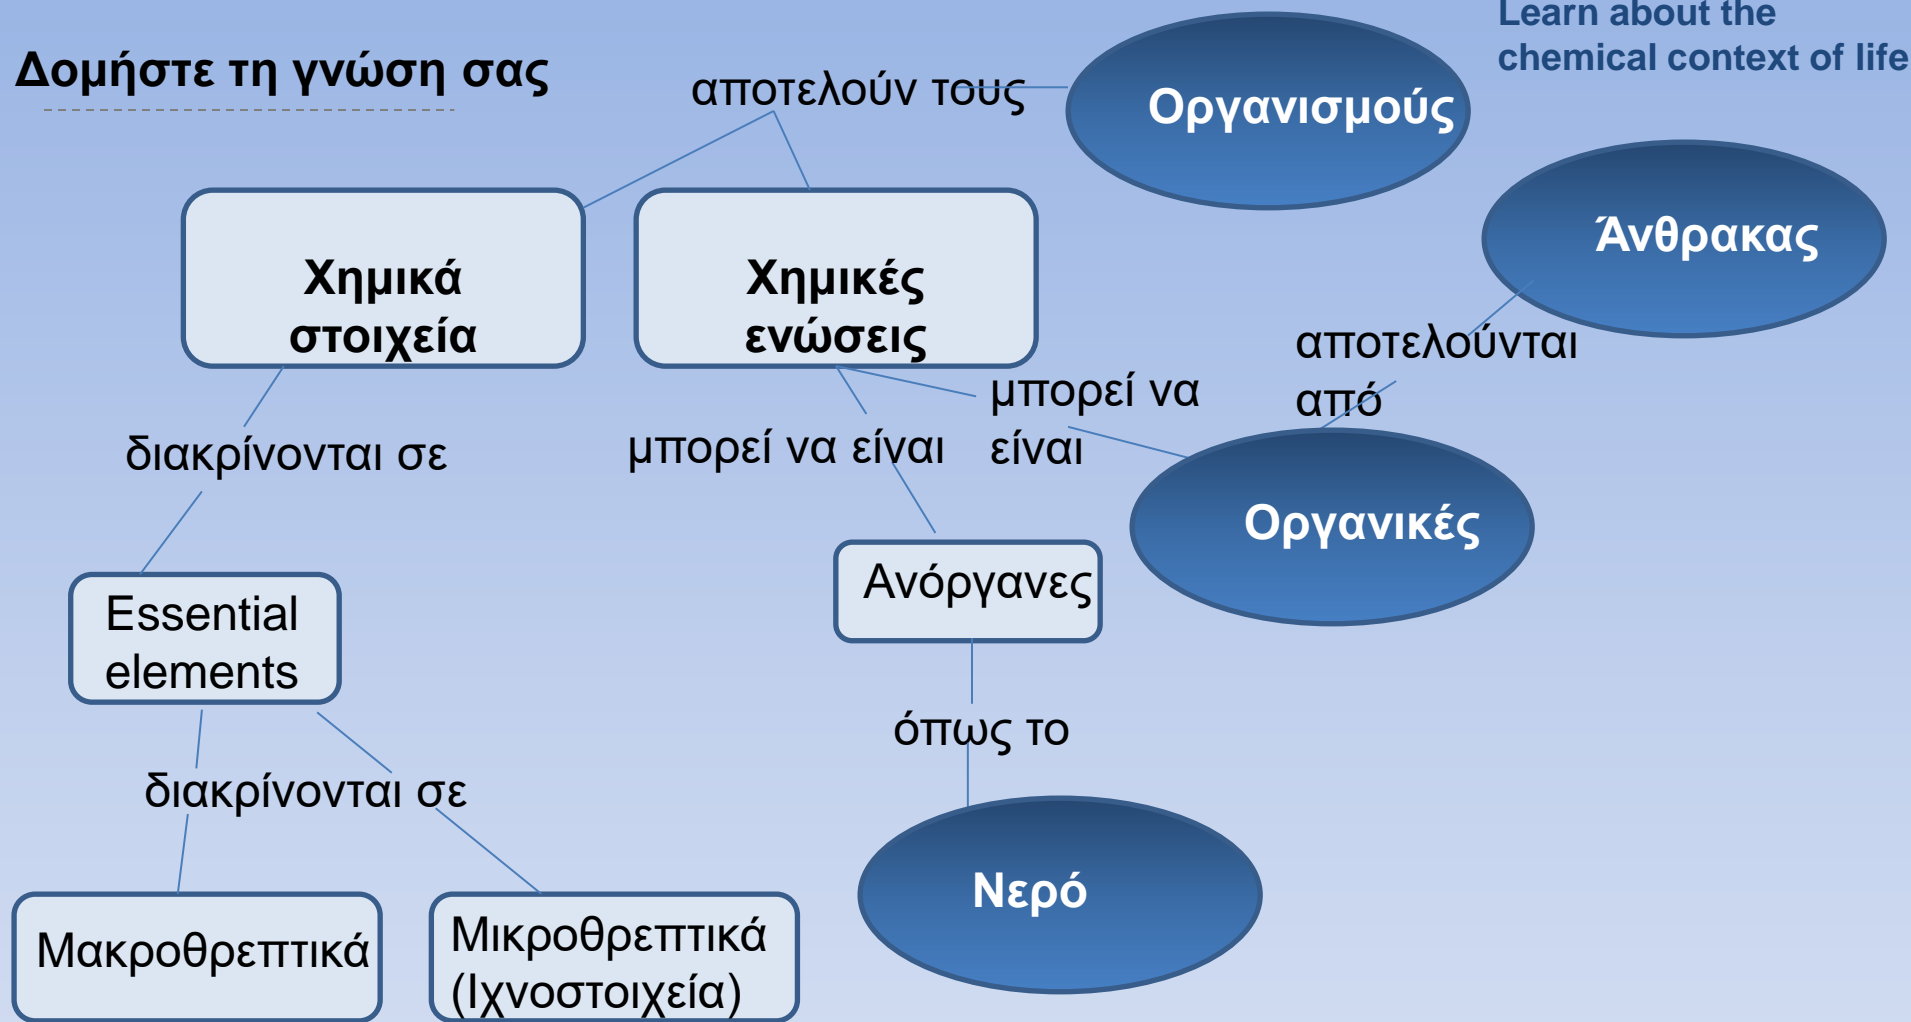 Learn about the
chemical context of life
Δομήστε τη γνώση σας
αποτελούν τους
Οργανισμούς
Άνθρακας
Χημικά
στοιχεία
Χημικές
ενώσεις
αποτελούνται
από
μπορεί να
είναι
διακρίνονται σε
μπορεί να είναι
Οργανικές
Ανόργανες
Essential
elements
όπως το
διακρίνονται σε
Νερό
Μακροθρεπτικά
Μικροθρεπτικά
(Ιχνοστοιχεία)